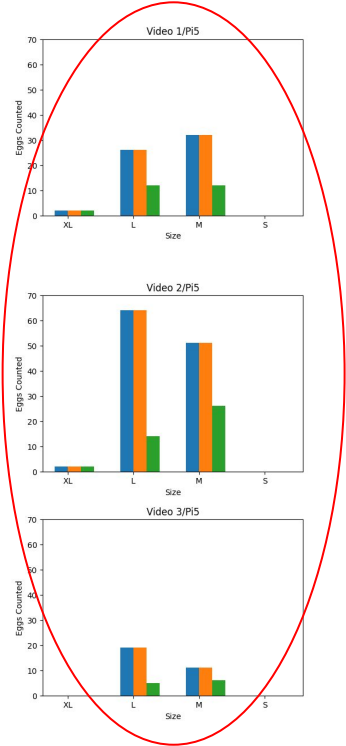 Video 1/Pi5
70
60
50
40
30
20
10
0
Eggs Counted
XL L M S
Size
Video 2/Pi5
70
60
50
40
30
20
10
0
Eggs Counted
XL L M S
Size
Video 3/Pi5
70
60
50
40
30
20
10
0
Eggs Counted
XL L M S
Size